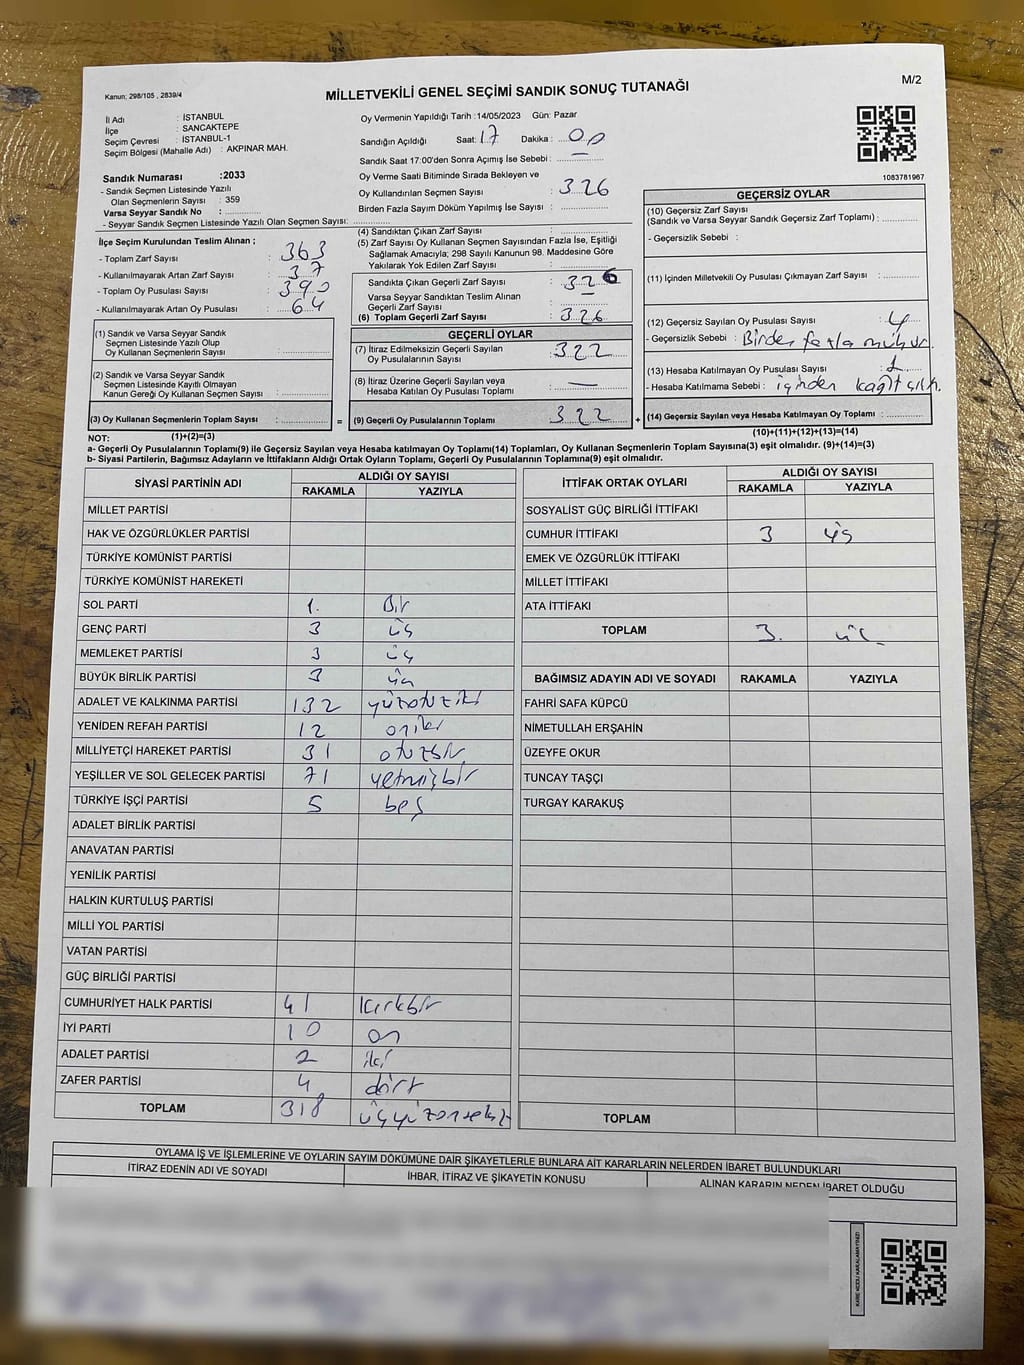 M/2
Kanun; 298/105 , 2839/4
MİLLETVEKİLİ GENEL SEÇİMİ SANDIK SONUÇ TUTANAĞI
İl Adı : İSTANBUL
İlçe : SANCAKTEPE
Seçim Çevresi : İSTANBUL-1
Seçim Bölgesi (Mahalle Adı) : AKPINAR MAH.
Sandık Numarası :2033
- Sandık Seçmen Listesinde Yazılı
Olan Seçmenlerin Sayısı : 359
Varsa Seyyar Sandık No :
- Seyyar Sandık Seçmen Listesinde Yazılı Olan Seçmen Sayısı:
Oy Vermenin Yapıldığı Tarih :14/05/2023 Gün: Pazar
Sandığın Açıldığı Saat: 17 Dakika: 00
Sandık Saat 17:00'den Sonra Açımış İse Sebebi :
Oy Verme Saati Bitiminde Sırada Bekleyen ve
Oy Kullandırılan Seçmen Sayısı : 326
Birden Fazla Sayım Döküm Yapılmış İse Sayısı :
1083781967
İlçe Seçim Kurulundan Teslim Alınan ;
- Toplam Zarf Sayısı : 363
- Kullanılmayarak Artan Zarf Sayısı : 37
- Toplam Oy Pusulası Sayısı : 390
- Kullanılmayarak Artan Oy Pusulası : 64
(1) Sandık ve Varsa Seyyar Sandık
Seçmen Listesinde Yazılı Olup
Oy Kullanan Seçmenlerin Sayısı :
(2) Sandık ve Varsa Seyyar Sandık
Seçmen Listesinde Kayıtlı Olmayan
Kanun Gereği Oy Kullanan Seçmen Sayısı :
(3) Oy Kullanan Seçmenlerin Toplam Sayısı :
(4) Sandıktan Çıkan Zarf Sayısı :
(5) Zarf Sayısı Oy Kullanan Seçmen Sayısından Fazla İse, Eşitliği
Sağlamak Amacıyla; 298 Sayılı Kanunun 98. Maddesine Göre
Yakılarak Yok Edilen Zarf Sayısı :
Sandıkta Çıkan Geçerli Zarf Sayısı : 326
Varsa Seyyar Sandıktan Teslim Alınan
Geçerli Zarf Sayısı : —
(6) Toplam Geçerli Zarf Sayısı : 326
GEÇERLİ OYLAR
(7) İtiraz Edilmeksizin Geçerli Sayılan
Oy Pusulalarının Sayısı : 322
(8) İtiraz Üzerine Geçerli Sayılan veya
Hesaba Katılan Oy Pusulası Toplamı : —
= (9) Geçerli Oy Pusulalarının Toplamı : 322 +
GEÇERSİZ OYLAR
(10) Geçersiz Zarf Sayısı
(Sandık ve Varsa Seyyar Sandık Geçersiz Zarf Toplamı) :
- Geçersizlik Sebebi :
(11) İçinden Milletvekili Oy Pusulası Çıkmayan Zarf Sayısı :
(12) Geçersiz Sayılan Oy Pusulası Sayısı : 4
- Geçersizlik Sebebi : Birden fazla mühür
(13) Hesaba Katılmayan Oy Pusulası Sayısı :
- Hesaba Katılmama Sebebi : içinden kağıt
(14) Geçersiz Sayılan veya Hesaba Katılmayan Oy Toplamı :
NOT: (1)+(2)=(3)
(10)+(11)+(12)+(13)=(14)
a- Geçerli Oy Pusulalarının Toplamı(9) ile Geçersiz Sayılan veya Hesaba katılmayan Oy Toplamı(14) Toplamları, Oy Kullanan Seçmenlerin Toplam Sayısına(3) eşit olmalıdır. (9)+(14)=(3)
b- Siyasi Partilerin, Bağımsız Adayların ve İttifakların Aldığı Ortak Oyların Toplamı, Geçerli Oy Pusulalarının Toplamına(9) eşit olmalıdır.
SİYASİ PARTİNİN ADI ALDIĞI OY SAYISI
RAKAMLA YAZIYLA
MİLLET PARTİSİ
HAK VE ÖZGÜRLÜKLER PARTİSİ
TÜRKİYE KOMÜNİST PARTİSİ
TÜRKİYE KOMÜNİST HAREKETİ
SOL PARTİ 1. Bir
GENÇ PARTİ 3 üç
MEMLEKET PARTİSİ 3 üç
BÜYÜK BİRLİK PARTİSİ 3 üç
ADALET VE KALKINMA PARTİSİ 132 yüzotuziki
YENİDEN REFAH PARTİSİ 12 oniki
MİLLİYETÇİ HAREKET PARTİSİ 31 otuzbir
YEŞİLLER VE SOL GELECEK PARTİSİ 71 yetmişbir
TÜRKİYE İŞÇİ PARTİSİ 5 beş
ADALET BİRLİK PARTİSİ
ANAVATAN PARTİSİ
YENİLİK PARTİSİ
HALKIN KURTULUŞ PARTİSİ
MİLLİ YOL PARTİSİ
VATAN PARTİSİ
GÜÇ BİRLİĞİ PARTİSİ
CUMHURİYET HALK PARTİSİ 41 kırkbir
İYİ PARTİ 10 on
ADALET PARTİSİ 2 iki
ZAFER PARTİSİ 4 dört
TOPLAM 318 üçyüzonsekiz
İTTİFAK ORTAK OYLARI ALDIĞI OY SAYISI
RAKAMLA YAZIYLA
SOSYALİST GÜÇ BİRLİĞİ İTTİFAKI
CUMHUR İTTİFAKI 3 üç
EMEK VE ÖZGÜRLÜK İTTİFAKI
MİLLET İTTİFAKI
ATA İTTİFAKI
TOPLAM 3. üç
BAĞIMSIZ ADAYIN ADI VE SOYADI RAKAMLA YAZIYLA
FAHRİ SAFA KÜPCÜ
NİMETULLAH ERŞAHİN
ÜZEYFE OKUR
TUNCAY TAŞÇI
TURGAY KARAKUŞ
TOPLAM
OYLAMA İŞ VE İŞLEMLERİNE VE OYLARIN SAYIM DÖKÜMÜNE DAİR ŞİKAYETLERLE BUNLARA AİT KARARLARIN NELERDEN İBARET BULUNDUKLARI
İTİRAZ EDENİN ADI VE SOYADI İHBAR, İTİRAZ VE ŞİKAYETİN KONUSU ALINAN KARARIN NEDEN İBARET OLDUĞU
KARE KODU KARALAMAYINIZ!